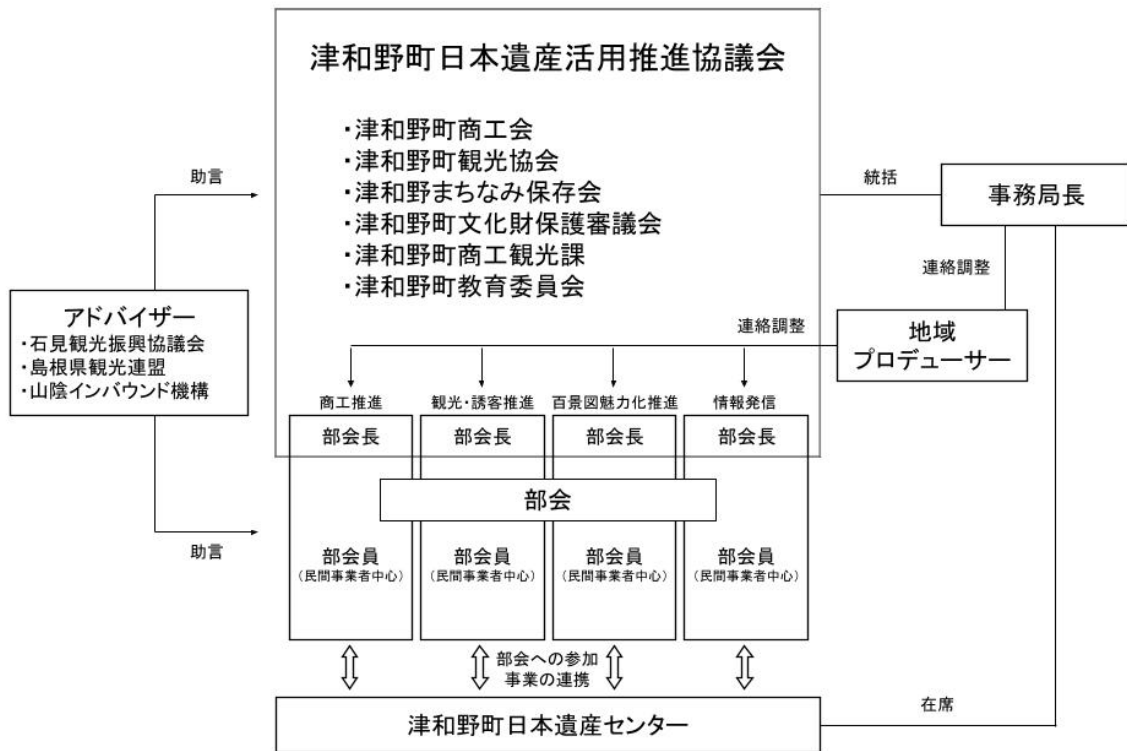 津和野町日本遺産活用推進協議会
・津和野町商工会
・津和野町観光協会
・津和野まちなみ保存会
・津和野町文化財保護審議会
・津和野町商工観光課
・津和野町教育委員会
助言
統括
事務局長
連絡調整
アドバイザー
・石見観光振興協議会
・島根県観光連盟
・山陰インバウンド機構
連絡調整
地域
プロデューサー
商工推進
観光・誘客推進
百景図魅力化推進
情報発信
部会長
部会長
部会長
部会長
部会
助言
部会員
（民間事業者中心）
部会員
（民間事業者中心）
部会員
（民間事業者中心）
部会員
（民間事業者中心）
部会への参加
事業の連携
津和野町日本遺産センター
在席